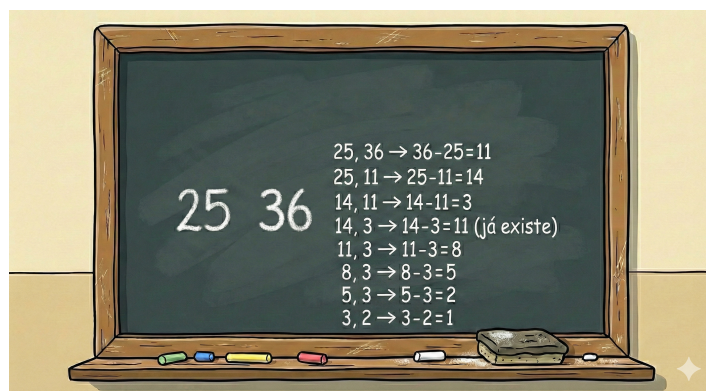 25 36
25, 36 → 36-25=11
25, 11 → 25-11=14
14, 11 → 14-11=3
14, 3 → 14-3=11 (já existe)
11, 3 → 11-3=8
8, 3 → 8-3=5
5, 3 → 5-3=2
3, 2 → 3-2=1